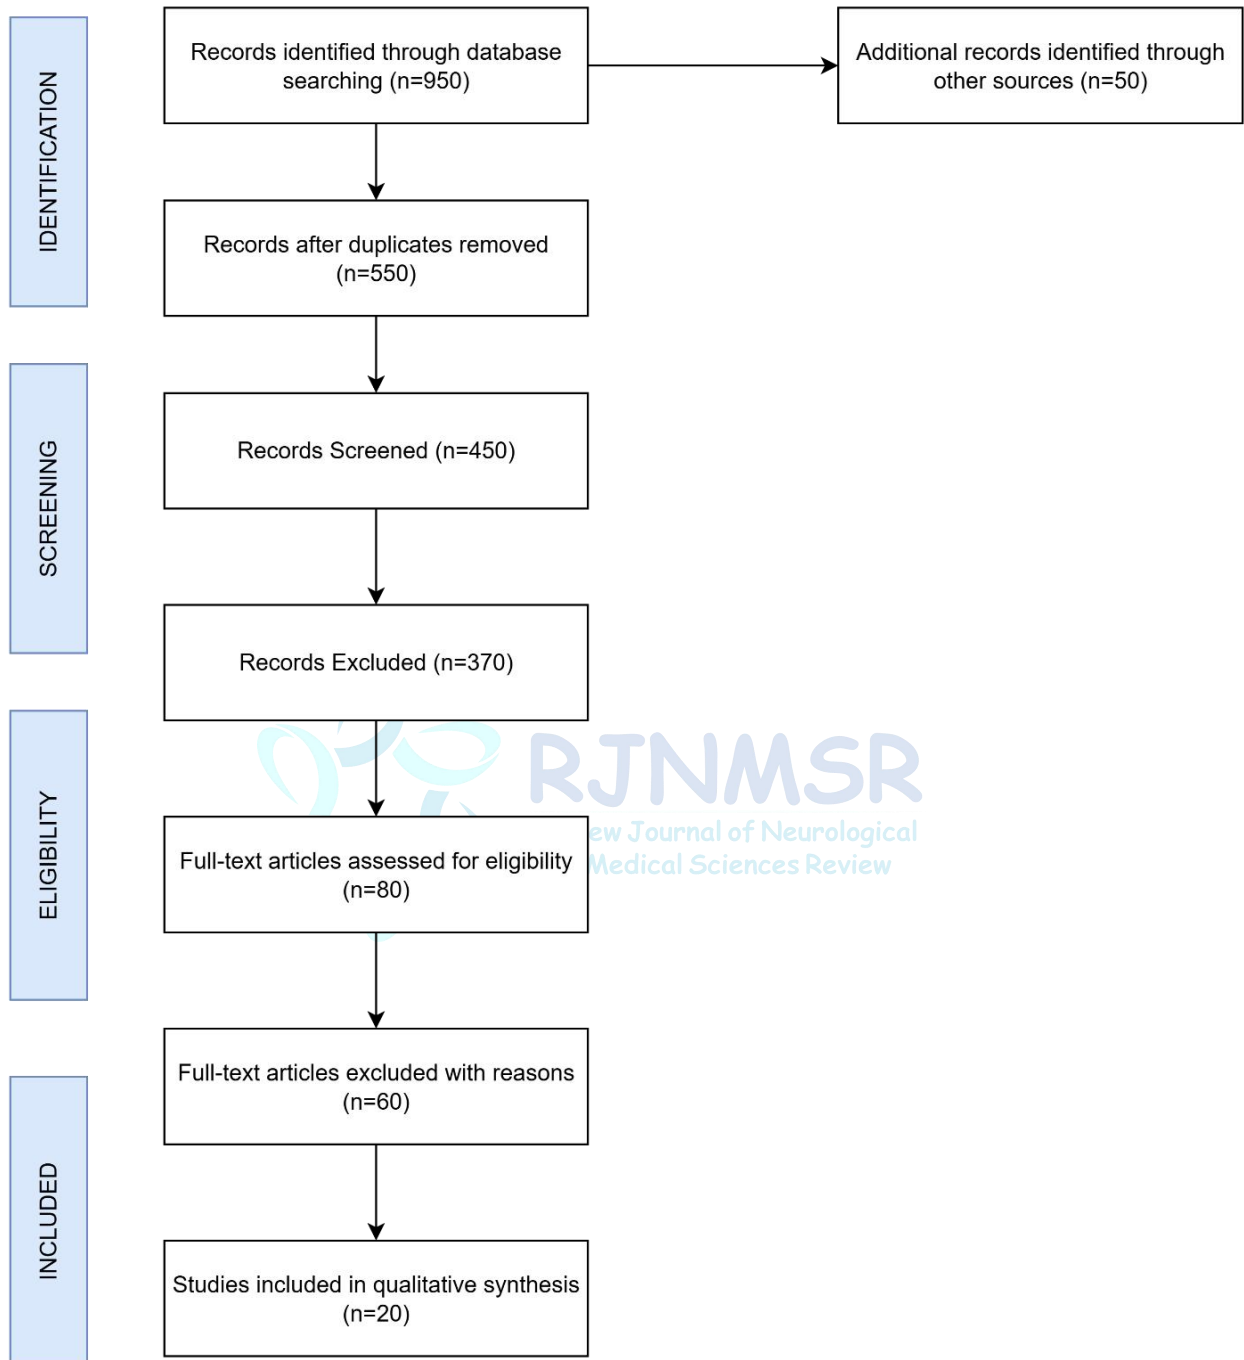 IDENTIFICATION
Records identified through database
searching (n=950)
Additional records identified through
other sources (n=50)
Records after duplicates removed
(n=550)
SCREENING
Records Screened (n=450)
Records Excluded (n=370)
RJNMSR
ew Journal of Neurological
Medical Sciences Review
ELIGIBILITY
Full-text articles assessed for eligibility
(n=80)
Full-text articles excluded with reasons
(n=60)
INCLUDED
Studies included in qualitative synthesis
(n=20)